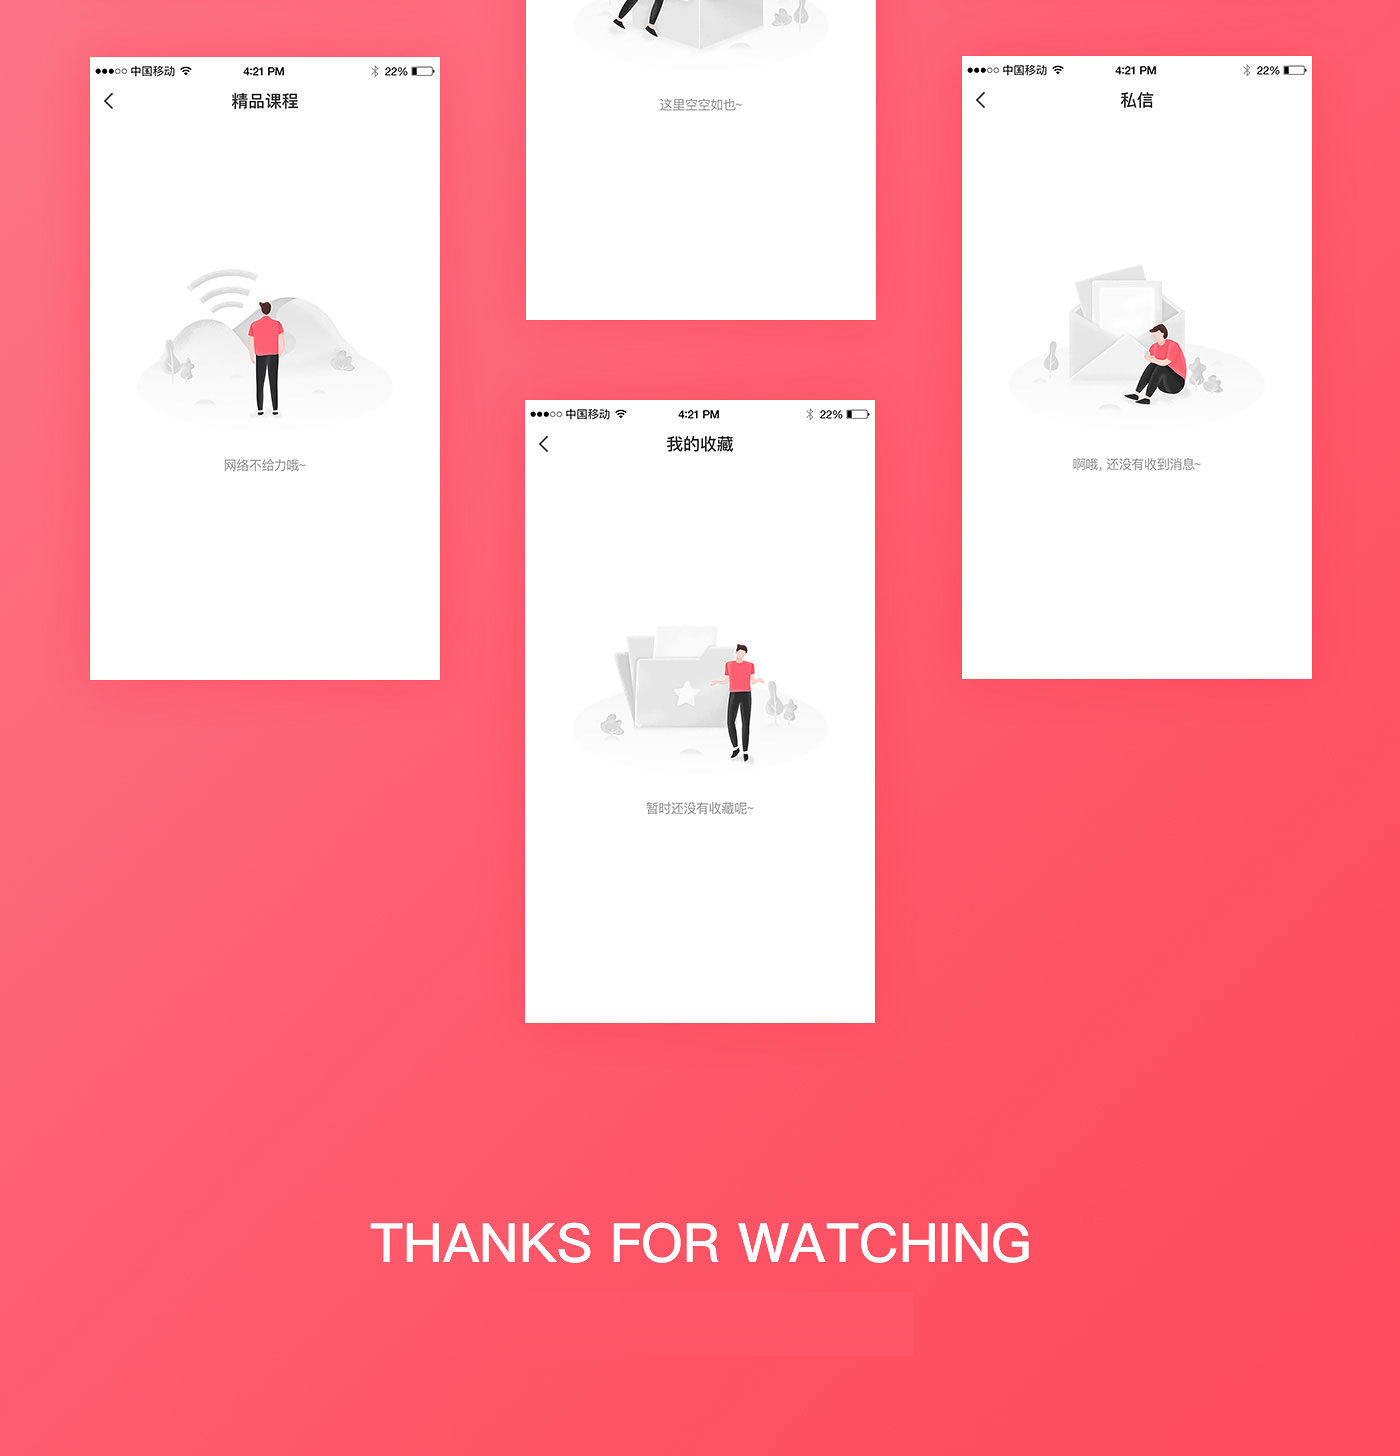 中国移动 4:21 PM 22%
精品课程
网络不给力哦~
这里空空如也~
中国移动 4:21 PM 22%
私信
啊哦, 还没有收到消息~
中国移动 4:21 PM 22%
我的收藏
暂时还没有收藏呢~
THANKS FOR WATCHING